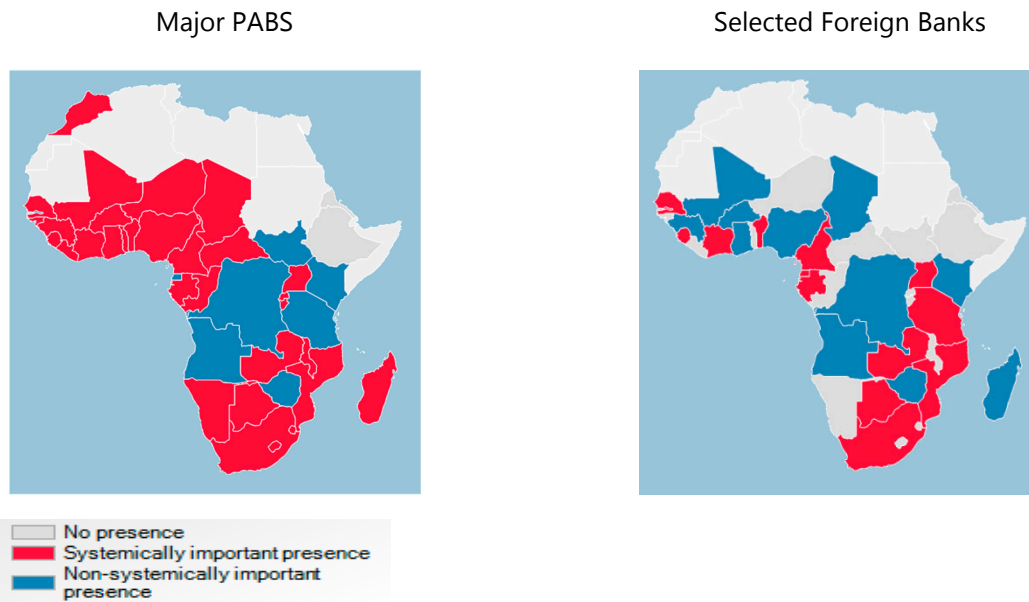 Major PABS
Selected Foreign Banks
No presence
Systemically important presence
Non-systemically important
presence